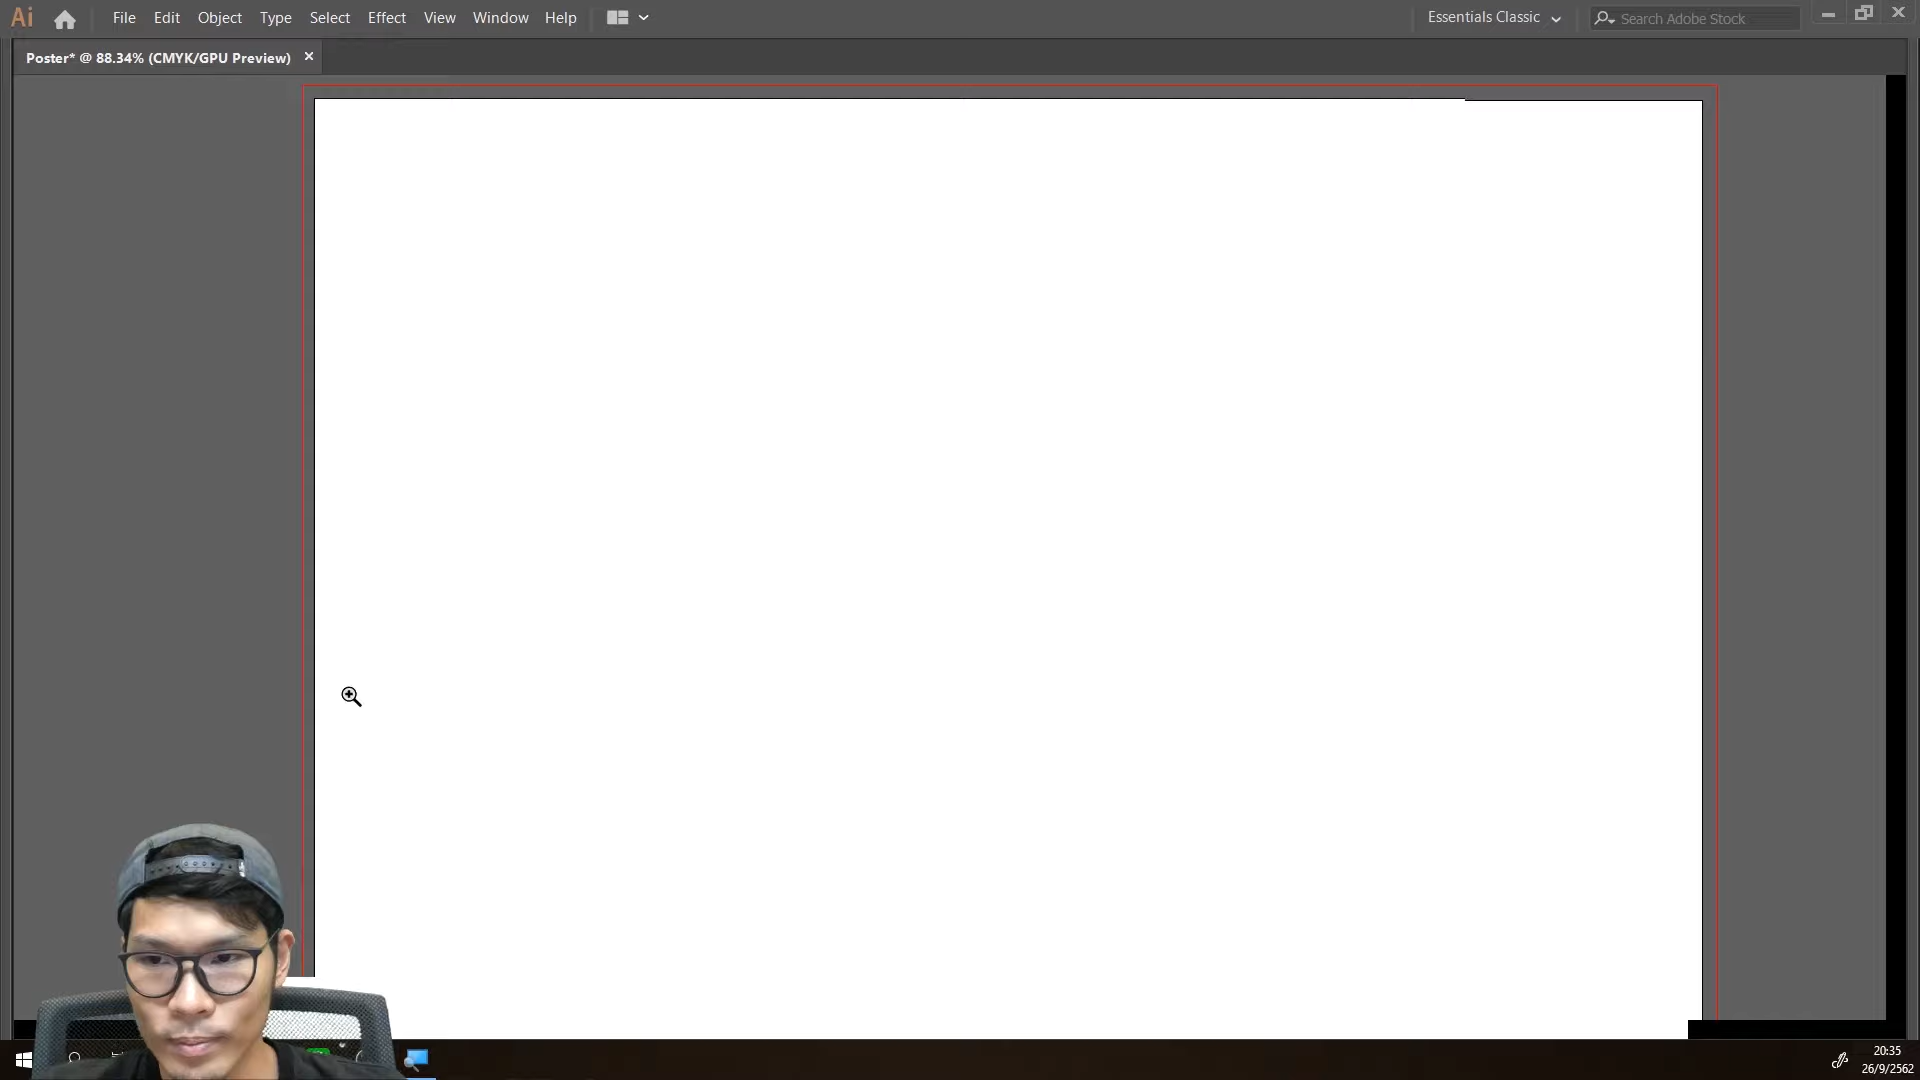 Ai File Edit Object Type Select Effect View Window Help Essentials Classic Search Adobe Stock
Poster* @ 88.34% (CMYK/GPU Preview) ×
20:35
26/9/2562